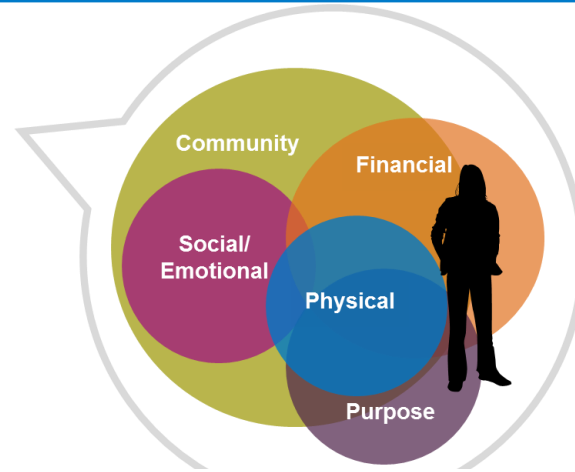 Community
Financial
Social/
Emotional
Physical
Purpose